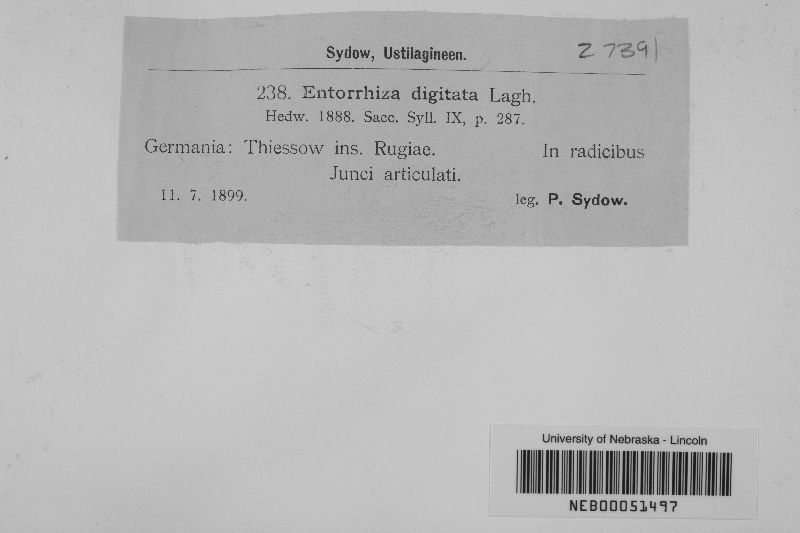 Sydow, Ustilagineen. Z 7391
238. Entorrhiza digitata Lagh.
Hedw. 1888. Sacc. Syll. IX, p. 287.
Germania: Thiessow ins. Rugiae. In radicibus
Junci articulati.
11. 7. 1899. leg. P. Sydow.
University of Nebraska - Lincoln
NEB00051497